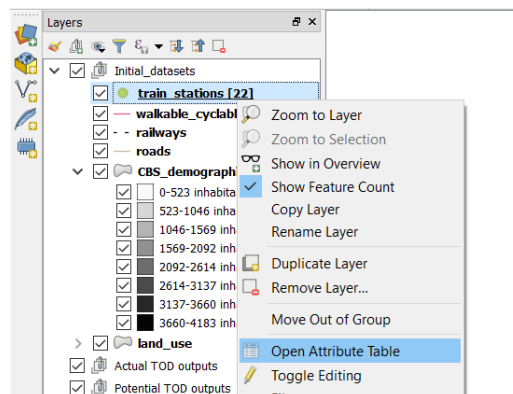 Layers
Initial_datasets
train_stations [22]
walkable_cyclabl
railways
roads
CBS_demographi
0-523 inhabita
523-1046 inha
1046-1569 inh
1569-2092 inh
2092-2614 inh
2614-3137 inh
3137-3660 inh
3660-4183 inh
land_use
Actual TOD outputs
Potential TOD outputs
Zoom to Layer
Zoom to Selection
Show in Overview
Show Feature Count
Copy Layer
Rename Layer
Duplicate Layer
Remove Layer...
Move Out of Group
Open Attribute Table
Toggle Editing